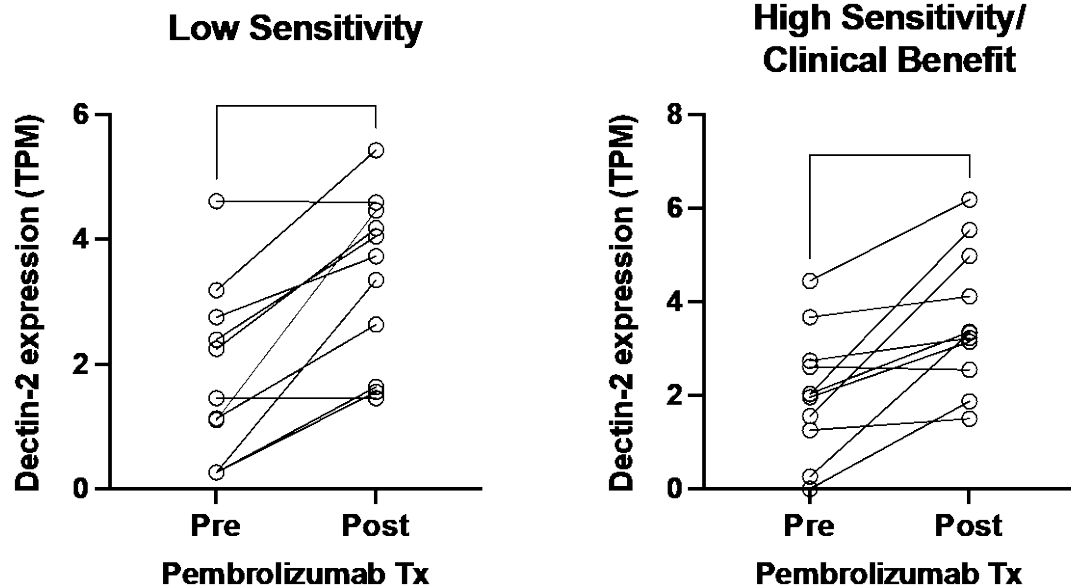 Low Sensitivity
Dectin-2 expression (TPM)
6
4
2
0
Pre Post
Pembrolizumab Tx
High Sensitivity/
Clinical Benefit
Dectin-2 expression (TPM)
8
6
4
2
0
Pre Post
Pembrolizumab Tx